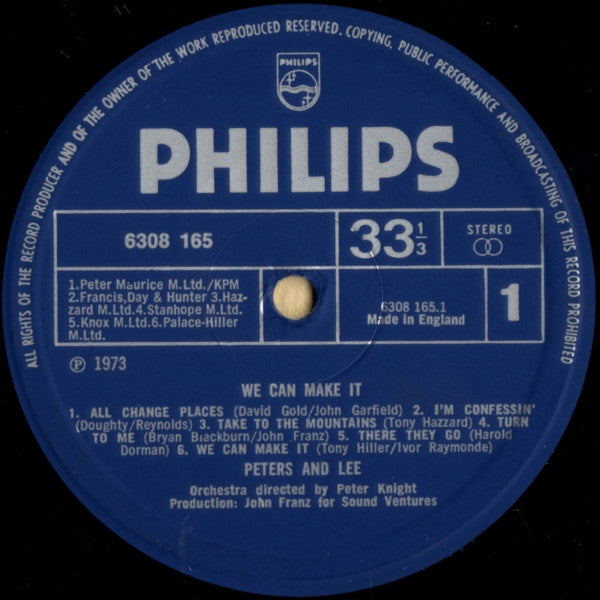 ALL RIGHTS OF THE RECORD PRODUCER AND OF THE OWNER OF THE WORK REPRODUCED RESERVED. COPYING, PUBLIC PERFORMANCE AND BROADCASTING OF THIS RECORD PROHIBITED
PHILIPS
PHILIPS
6308 165
33⅓
STEREO
1.Peter Maurice M.Ltd./KPM
2.Francis,Day & Hunter 3.Haz-
zard M.Ltd.4.Stanhope M.Ltd.
5.Knox M.Ltd.6.Palace-Hiller
M.Ltd.
6308 165.1
Made in England
1
Ⓟ 1973
WE CAN MAKE IT
1. ALL CHANGE PLACES (David Gold/John Garfield) 2. I'M CONFESSIN'
(Doughty/Reynolds) 3. TAKE TO THE MOUNTAINS (Tony Hazzard) 4. TURN
TO ME (Bryan Blackburn/John Franz) 5. THERE THEY GO (Harold
Dorman) 6. WE CAN MAKE IT (Tony Hiller/Ivor Raymonde)
PETERS AND LEE
Orchestra directed by Peter Knight
Production: John Franz for Sound Ventures